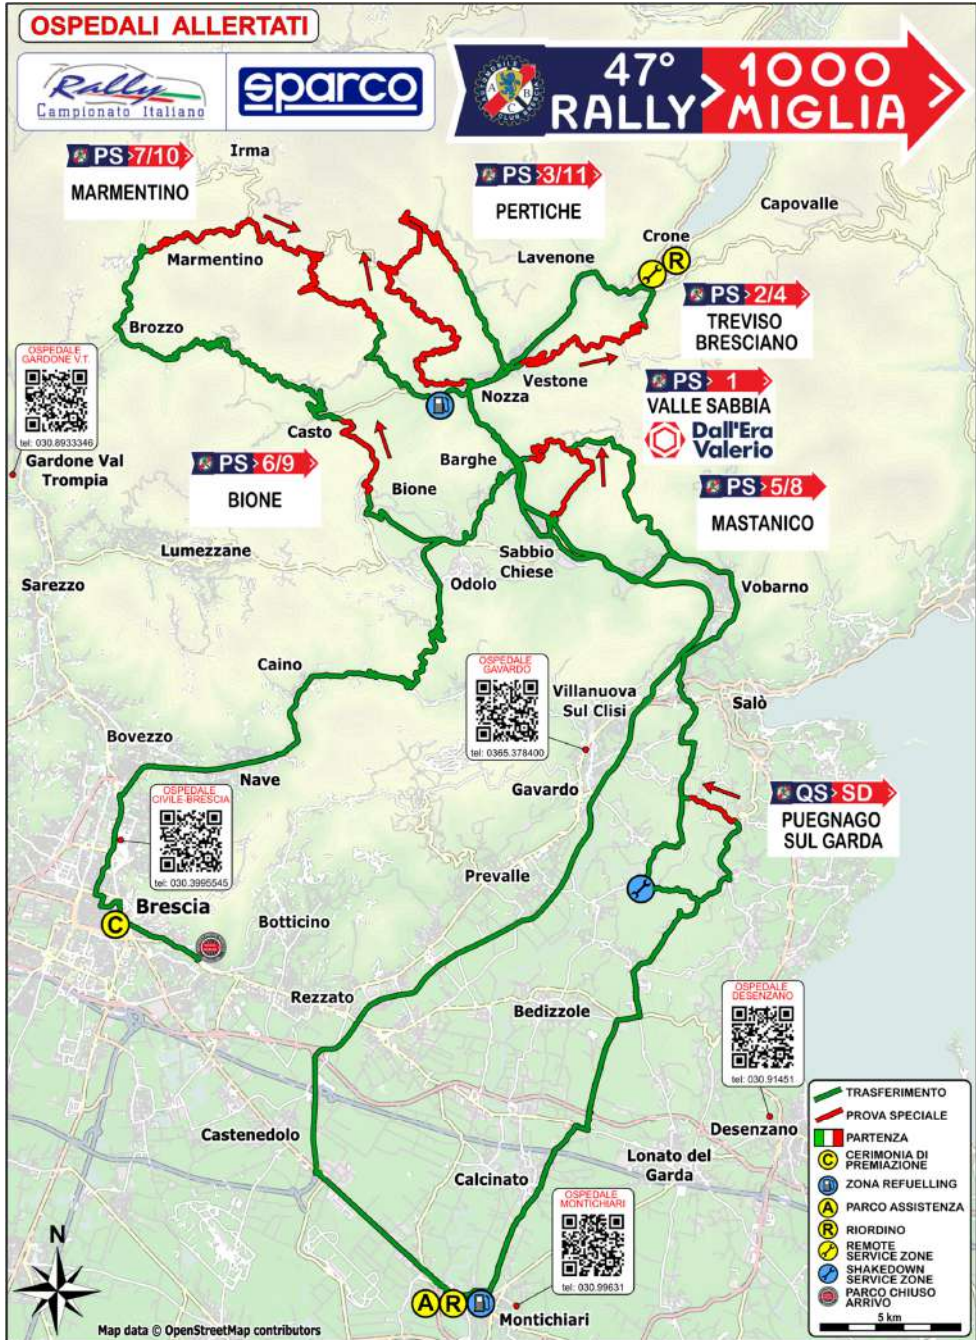 OSPEDALI ALLERTATI
Rally
Campionato Italiano
sparco
AUTOMOBILE CLUB BRESCIA
A
B
C
47°
RALLY
1000
MIGLIA
PS 7/10
MARMENTINO
Irma
PS 3/11
PERTICHE
Capovalle
Crone
R
Lavenone
Marmentino
PS 2/4
TREVISO
BRESCIANO
Brozzo
OSPEDALE
GARDONE V.T.
tel: 030.8933346
Vestone
Nozza
PS 1
VALLE SABBIA
Dall'Era
Valerio
Casto
Barghe
Gardone Val
Trompia
PS 6/9
BIONE
Bione
PS 5/8
MASTANICO
Lumezzane
Sabbio
Chiese
Sarezzo
Odolo
Vobarno
Caino
OSPEDALE
GAVARDO
tel: 0365.378400
Villanuova
Sul Clisi
Salò
Bovezzo
Nave
Gavardo
OSPEDALE
CIVILE-BRESCIA
tel: 030.3995545
QS SD
PUEGNAGO
SUL GARDA
Prevalle
Brescia
C
Botticino
Rezzato
Bedizzole
OSPEDALE
DESENZANO
tel: 030.91451
Castenedolo
Desenzano
Calcinato
Lonato del
Garda
OSPEDALE
MONTICHIARI
tel: 030.99631
N
A
R
Montichiari
TRASFERIMENTO
PROVA SPECIALE
PARTENZA
C
CERIMONIA DI
PREMIAZIONE
ZONA REFUELLING
A
PARCO ASSISTENZA
R
RIORDINO
REMOTE
SERVICE ZONE
SHAKEDOWN
SERVICE ZONE
PARCO CHIUSO
ARRIVO
5 km
Map data © OpenStreetMap contributors